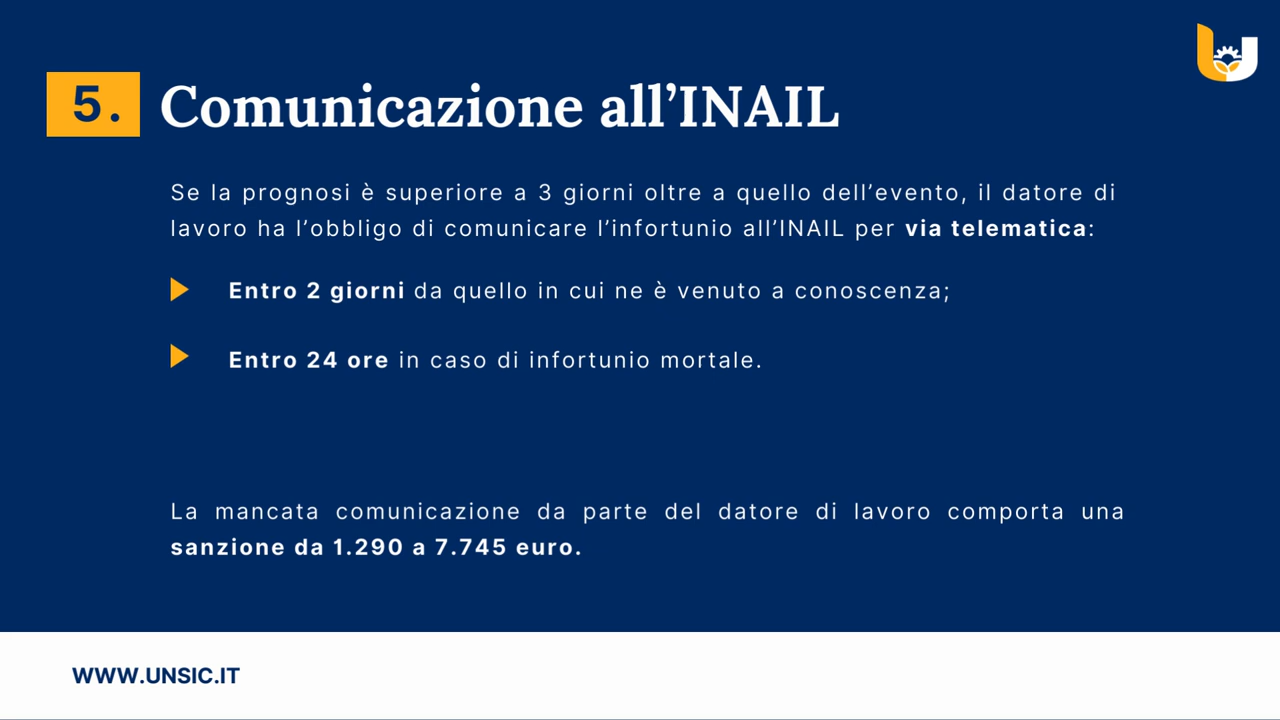 5. Comunicazione all’INAIL
Se la prognosi è superiore a 3 giorni oltre a quello dell’evento, il datore di
lavoro ha l’obbligo di comunicare l’infortunio all’INAIL per via telematica:
Entro 2 giorni da quello in cui ne è venuto a conoscenza;
Entro 24 ore in caso di infortunio mortale.
La mancata comunicazione da parte del datore di lavoro comporta una
sanzione da 1.290 a 7.745 euro.
WWW.UNSIC.IT